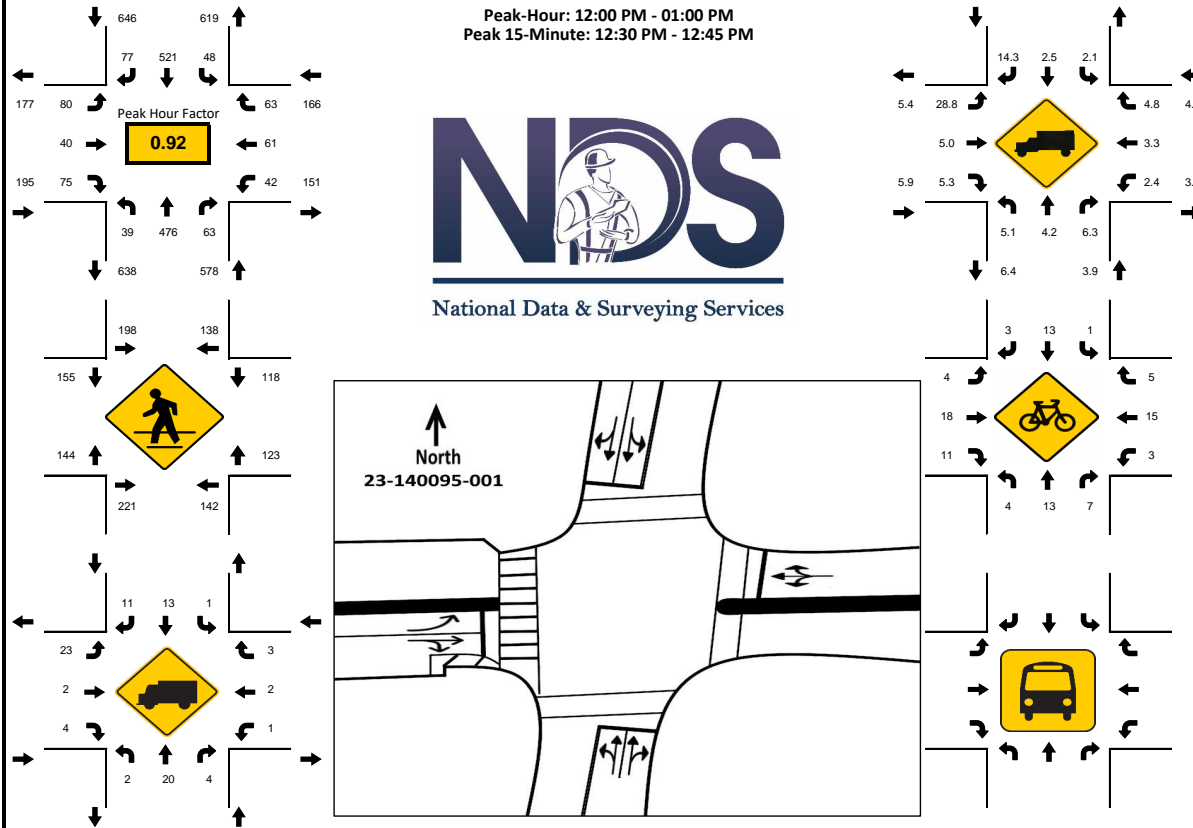 Peak-Hour: 12:00 PM - 01:00 PM
Peak 15-Minute: 12:30 PM - 12:45 PM
646 619
77 521 48
177 80 63 166
Peak Hour Factor
40 0.92 61
195 75 42 151
39 476 63
638 578
14.3 2.5 2.1
5.4 28.8 4.8 4.
5.0 3.3
5.9 5.3 2.4 3.
5.1 4.2 6.3
6.4 3.9
NDS
National Data & Surveying Services
198 138
155 118
144 123
221 142
3 13 1
4 5
18 15
11 3
4 13 7
North
23-140095-001
11 13 1
23 3
2 2
4 1
2 20 4